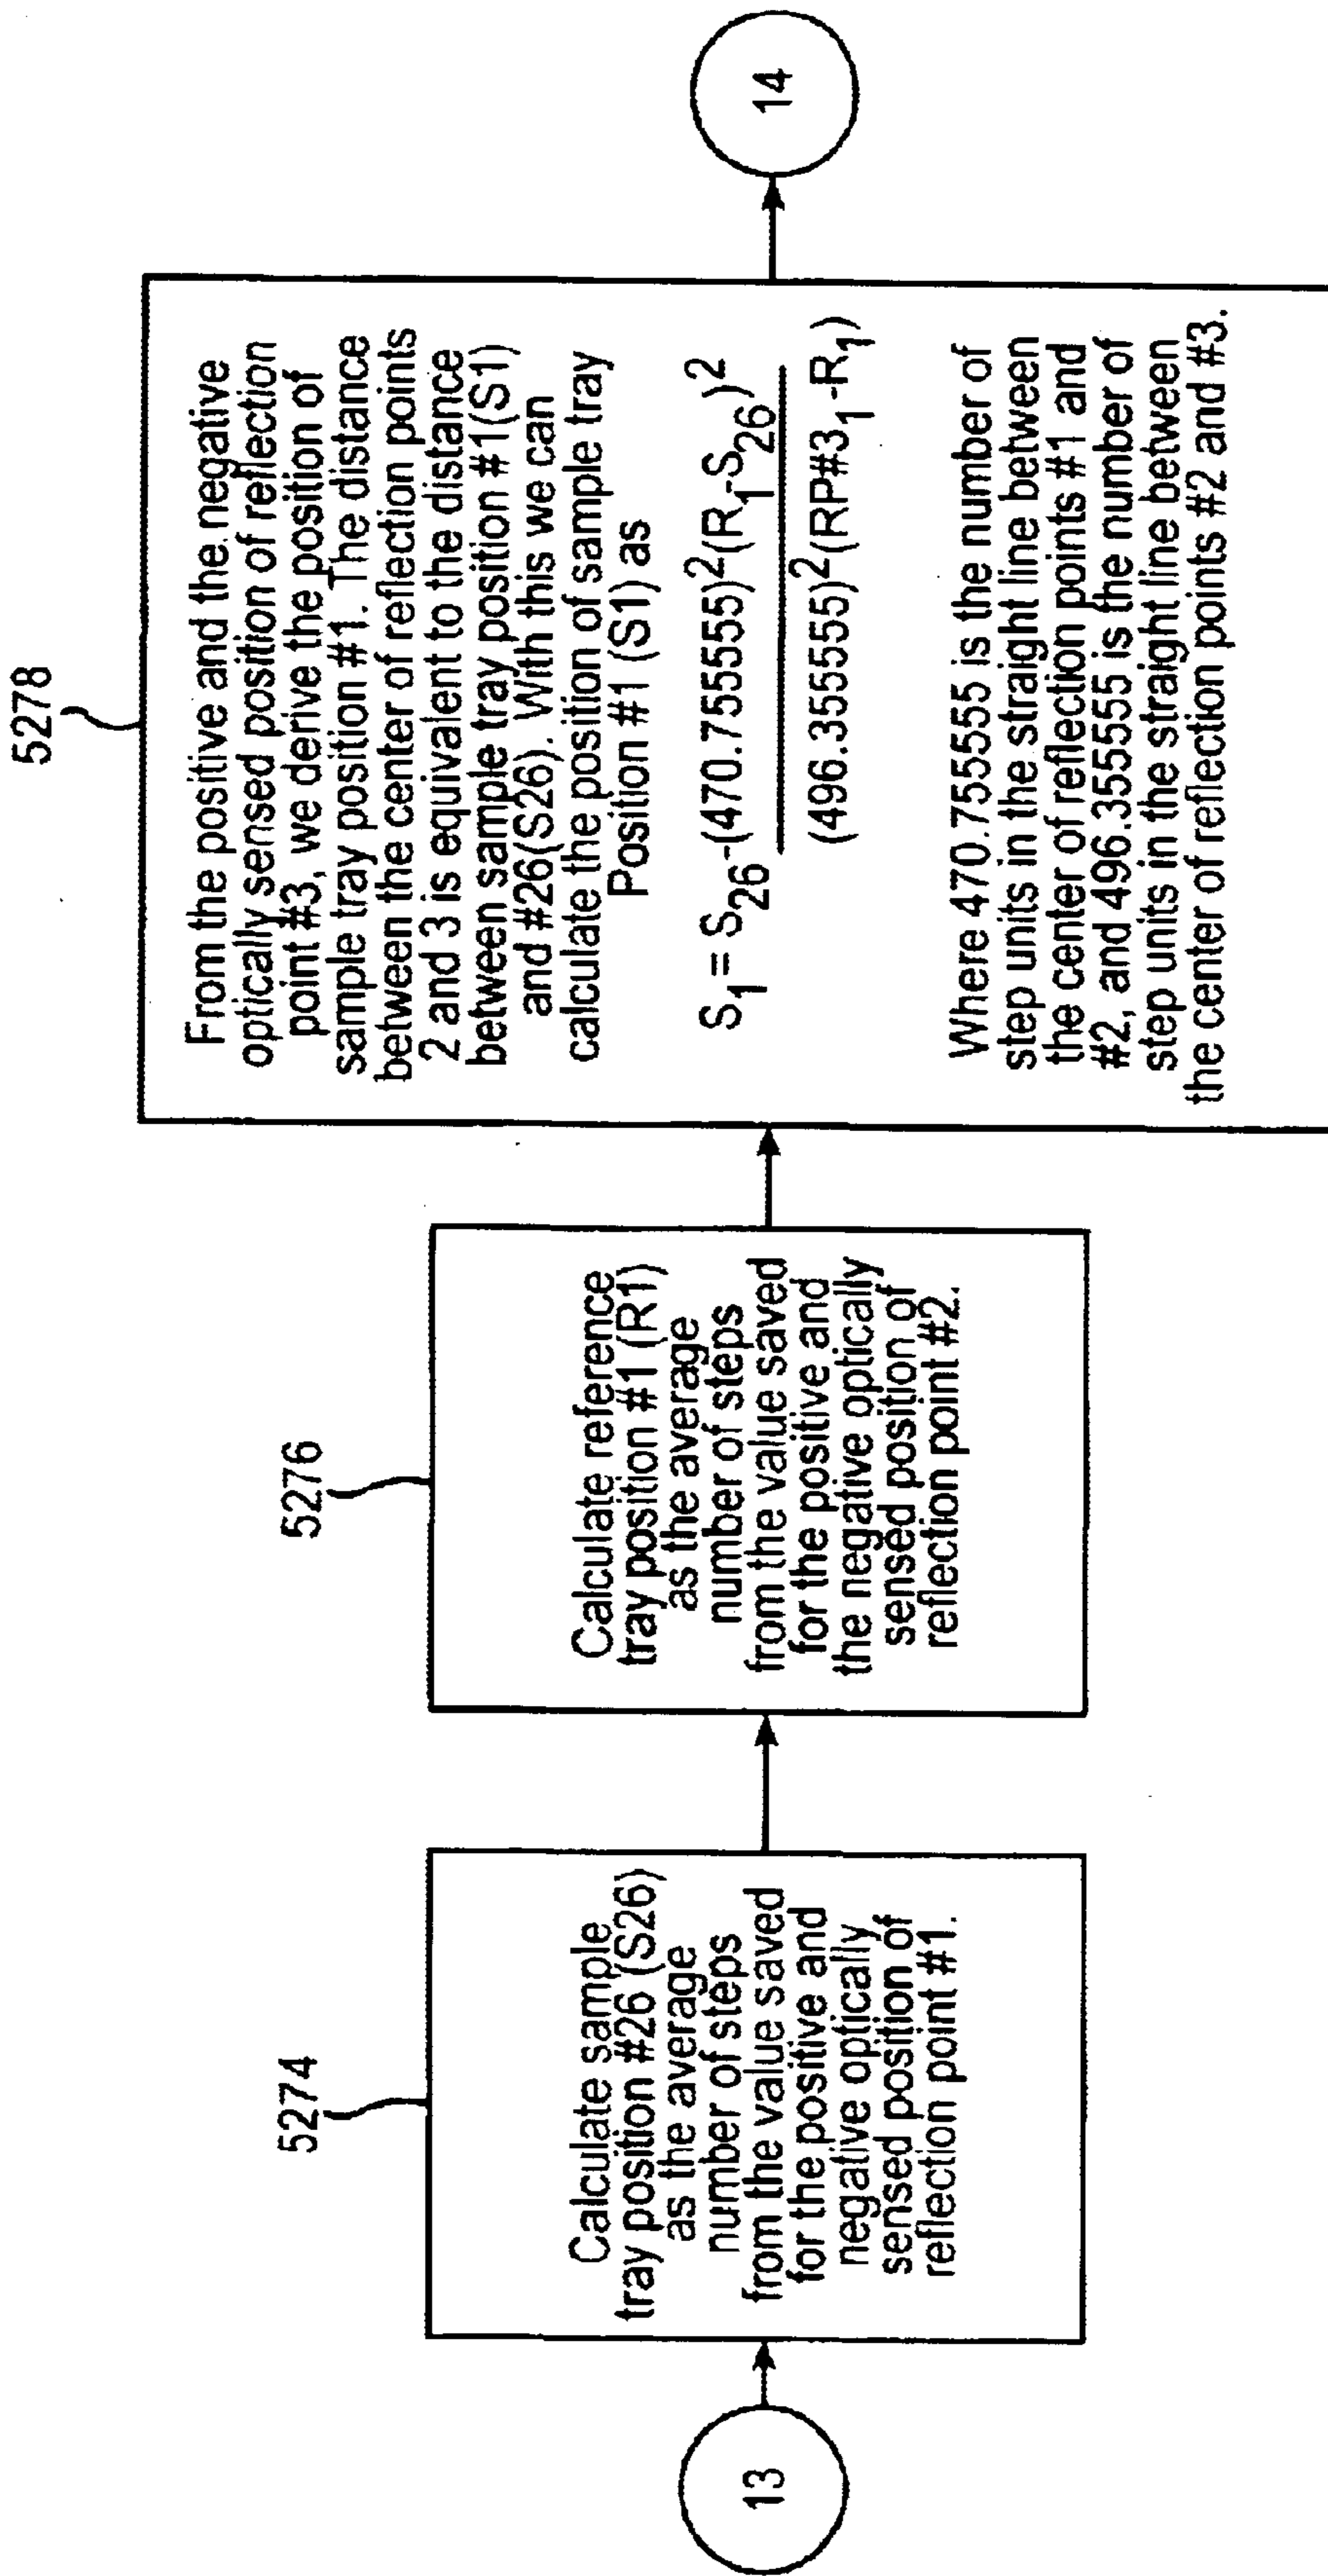 13
5274
Calculate sample
tray position #26 (S26)
as the average
number of steps
from the value saved
for the positive and
negative optically
sensed position of
reflection point #1.
5276
Calculate reference
tray position #1 (R1)
as the average
number of steps
from the value saved
for the positive and
the negative optically
sensed position of
reflection point #2.
5278
From the positive and the negative
optically sensed position of reflection
point #3, we derive the position of
sample tray position #1. The distance
between the center of reflection points
2 and 3 is equivalent to the distance
between sample tray position #1(S1)
and #26(S26). With this we can
calculate the position of sample tray
Position #1 (S1) as
S₁ = S₂₆-(470.755555)²(R₁-S₂₆)²
(496.355555)²(RP#3₁-R₁)
Where 470.755555 is the number of
step units in the straight line between
the center of reflection points #1 and
#2, and 496.355555 is the number of
step units in the straight line between
the center of reflection points #2 and #3.
14